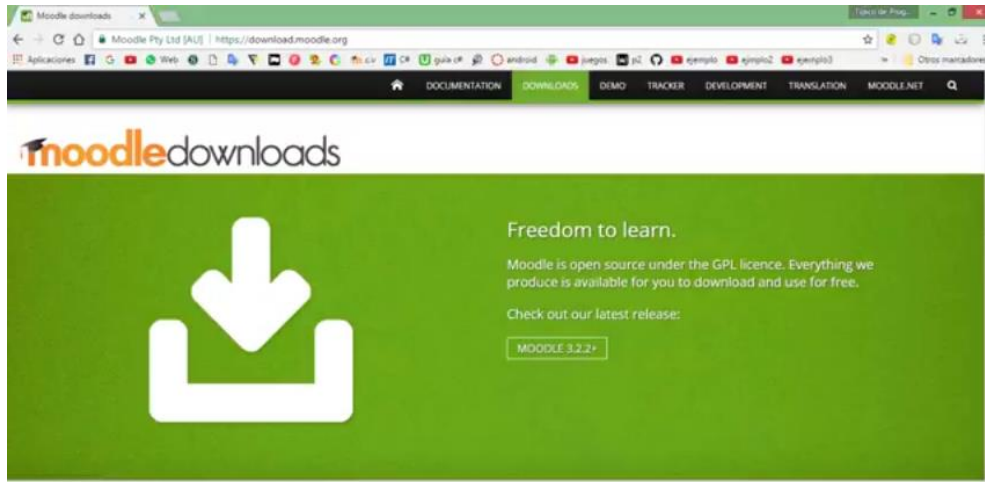 Moodle downloads
Moodle Pty Ltd [AU] | https://download.moodle.org
Aplicaciones
Web
C#
guia c#
android
juegos
p2
ejemplo
ejmplo2
ejemplo3
Otros marcadores
DOCUMENTATION
DOWNLOADS
DEMO
TRACKER
DEVELOPMENT
TRANSLATION
MOODLE.NET
moodledownloads
Freedom to learn.
Moodle is open source under the GPL licence. Everything we
produce is available for you to download and use for free.
Check out our latest release:
MOODLE 3.2.2+